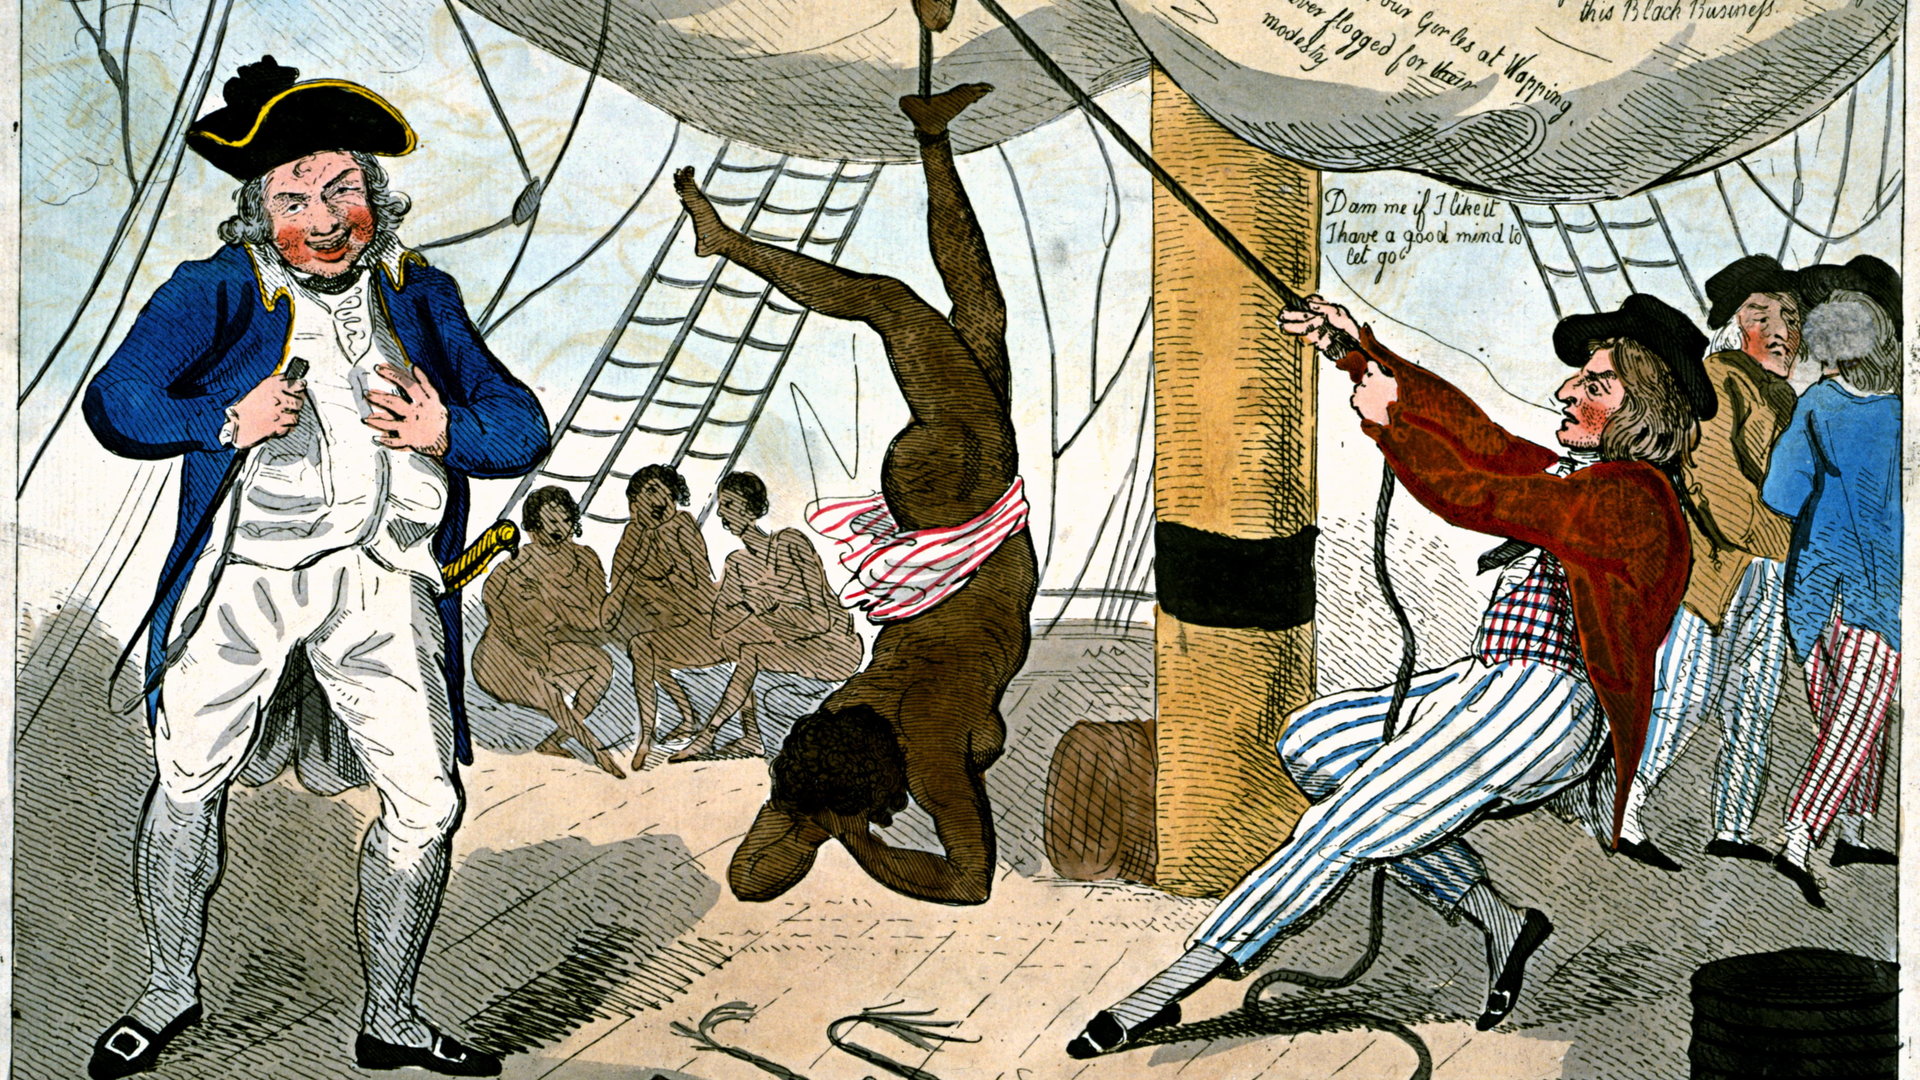 our Gerles at Wapping
ever flogged for their
modesty
this Black Business.
Dam me if I like it
I have a good mind to
let go